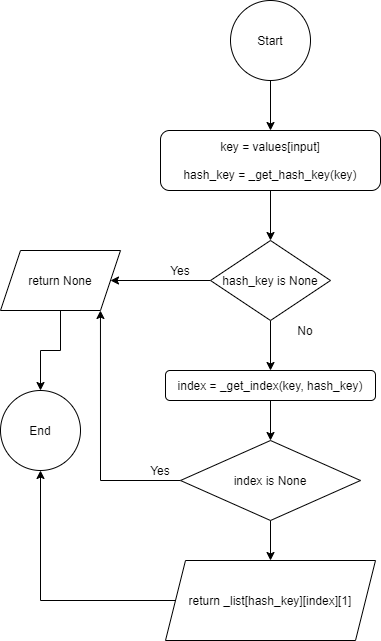 Start
key = values[input]
hash_key = _get_hash_key(key)
hash_key is None
Yes
return None
No
index = _get_index(key, hash_key)
End
index is None
Yes
return _list[hash_key][index][1]